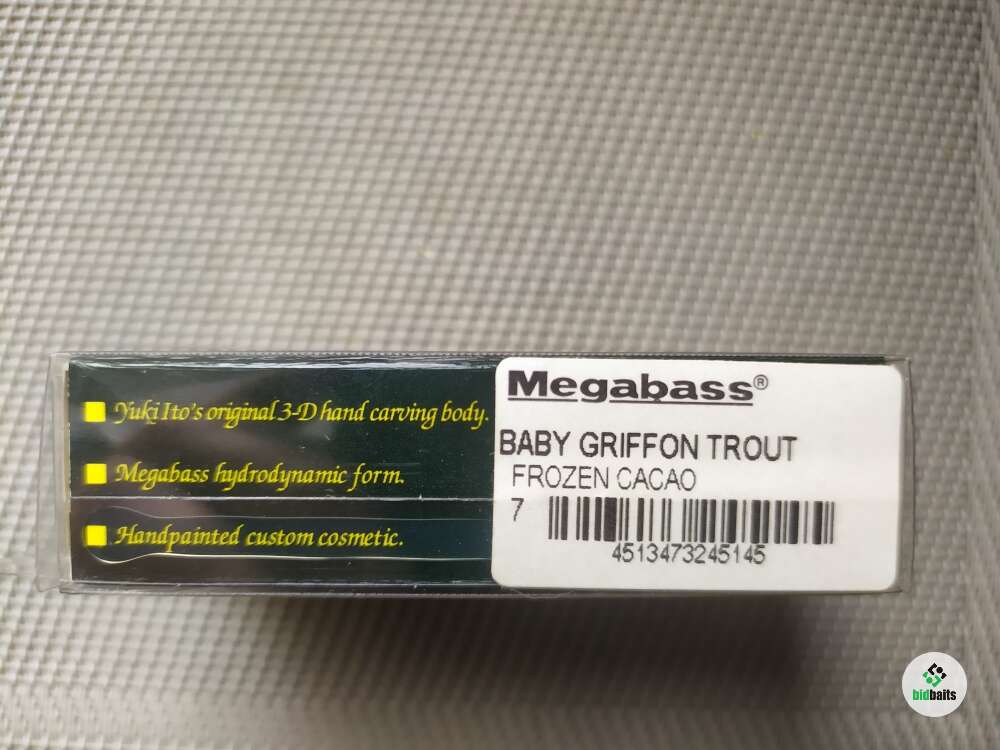 Yuki Ito's original 3-D hand carving body.
Megabass hydrodynamic form.
Handpainted custom cosmetic.
Megabass®
BABY GRIFFON TROUT
FROZEN CACAO
7
4513473245145
bidbaits